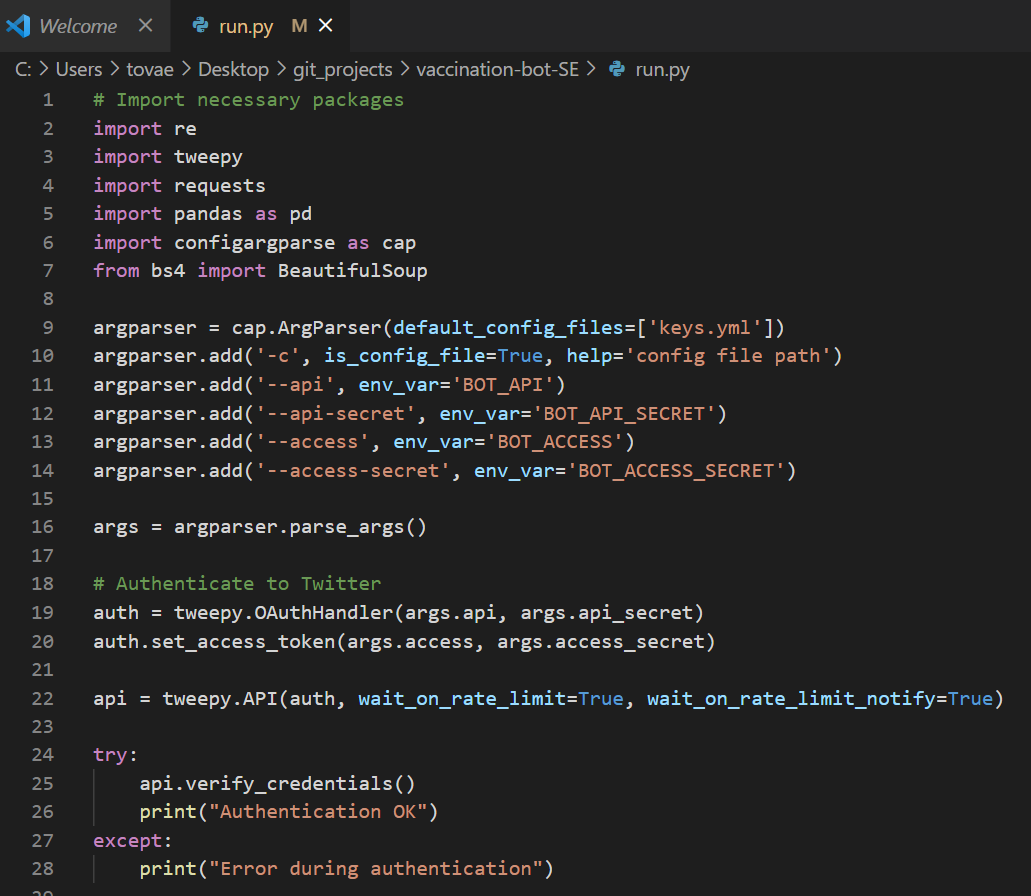 Welcome
run.py M
C: > Users > tovae > Desktop > git_projects > vaccination-bot-SE > run.py
1 # Import necessary packages
2 import re
3 import tweepy
4 import requests
5 import pandas as pd
6 import configargparse as cap
7 from bs4 import BeautifulSoup
8
9 argparser = cap.ArgParser(default_config_files=['keys.yml'])
10 argparser.add('-c', is_config_file=True, help='config file path')
11 argparser.add('--api', env_var='BOT_API')
12 argparser.add('--api-secret', env_var='BOT_API_SECRET')
13 argparser.add('--access', env_var='BOT_ACCESS')
14 argparser.add('--access-secret', env_var='BOT_ACCESS_SECRET')
15
16 args = argparser.parse_args()
17
18 # Authenticate to Twitter
19 auth = tweepy.OAuthHandler(args.api, args.api_secret)
20 auth.set_access_token(args.access, args.access_secret)
21
22 api = tweepy.API(auth, wait_on_rate_limit=True, wait_on_rate_limit_notify=True)
23
24 try:
25     api.verify_credentials()
26     print("Authentication OK")
27 except:
28     print("Error during authentication")